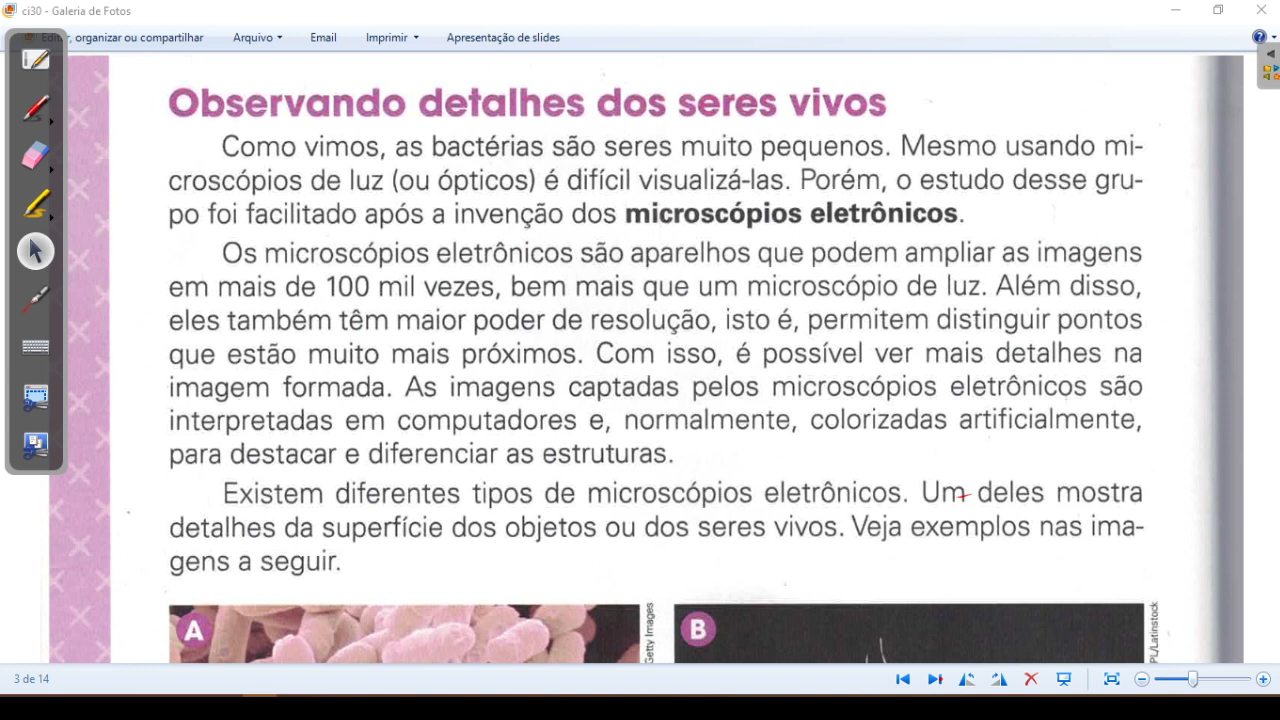 ci30 - Galeria de Fotos
organizar ou compartilhar Arquivo Email Imprimir Apresentação de slides
Observando detalhes dos seres vivos
Como vimos, as bactérias são seres muito pequenos. Mesmo usando mi-
croscópios de luz (ou ópticos) é difícil visualizá-las. Porém, o estudo desse gru-
po foi facilitado após a invenção dos microscópios eletrônicos.
Os microscópios eletrônicos são aparelhos que podem ampliar as imagens
em mais de 100 mil vezes, bem mais que um microscópio de luz. Além disso,
eles também têm maior poder de resolução, isto é, permitem distinguir pontos
que estão muito mais próximos. Com isso, é possível ver mais detalhes na
imagem formada. As imagens captadas pelos microscópios eletrônicos são
interpretadas em computadores e, normalmente, colorizadas artificialmente,
para destacar e diferenciar as estruturas.
Existem diferentes tipos de microscópios eletrônicos. Um deles mostra
detalhes da superfície dos objetos ou dos seres vivos. Veja exemplos nas ima-
gens a seguir.
A
Getty Images
B
PL/Latinstock
3 de 14